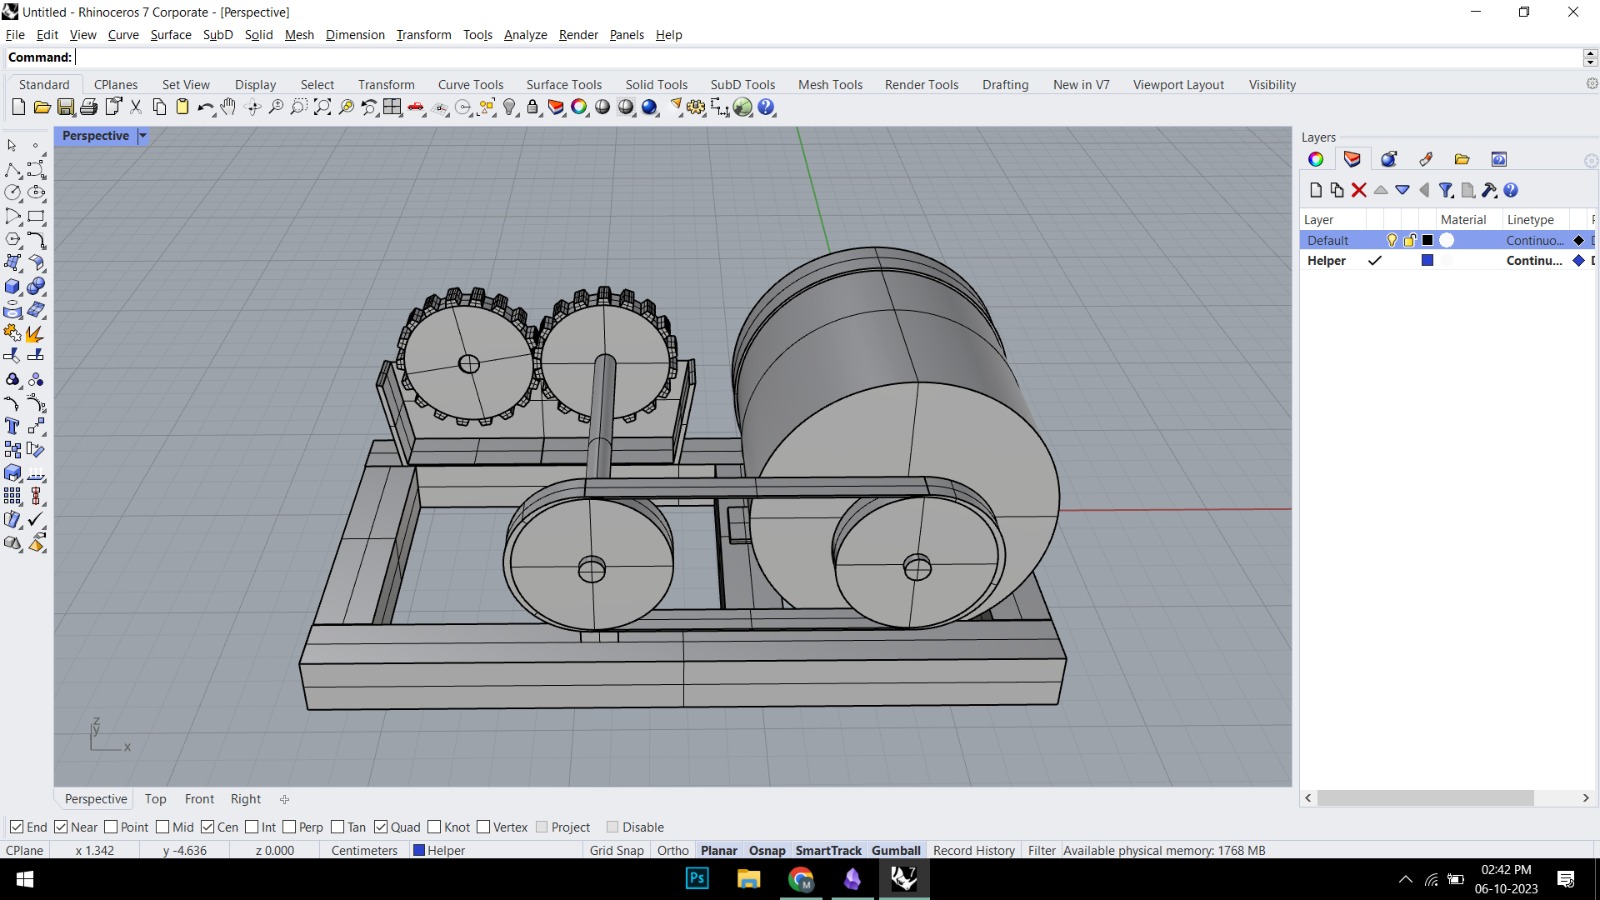 Untitled - Rhinoceros 7 Corporate - [Perspective]
File Edit View Curve Surface SubD Solid Mesh Dimension Transform Tools Analyze Render Panels Help
Command:
Standard CPlanes Set View Display Select Transform Curve Tools Surface Tools Solid Tools SubD Tools Mesh Tools Render Tools Drafting New in V7 Viewport Layout Visibility
Perspective
Layers
Layer Material Linetype
Default Continuo...
Helper Continu...
z
y
x
Perspective Top Front Right
End Near Point Mid Cen Int Perp Tan Quad Knot Vertex Project Disable
CPlane x 1.342 y -4.636 z 0.000 Centimeters Helper Grid Snap Ortho Planar Osnap SmartTrack Gumball Record History Filter Available physical memory: 1768 MB
Ps
7
02:42 PM
06-10-2023